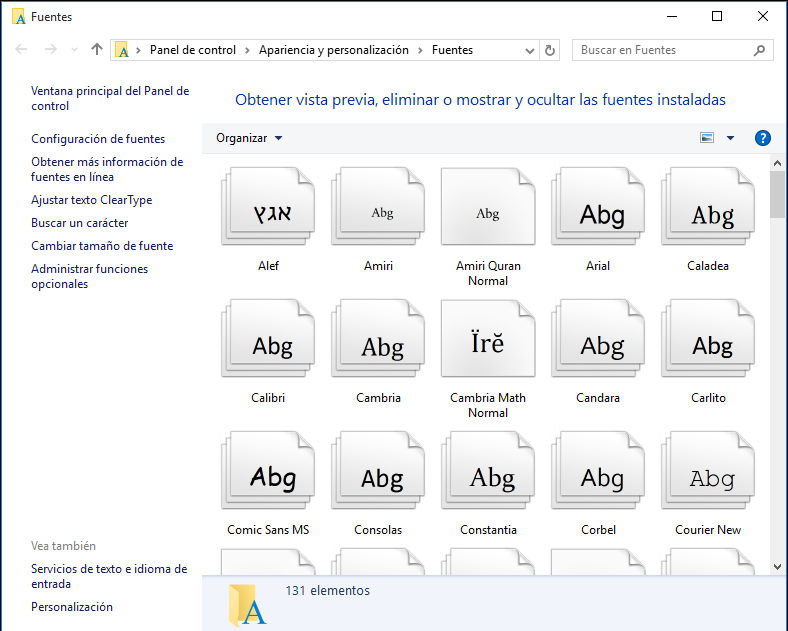 Fuentes
Panel de control > Apariencia y personalización > Fuentes
Buscar en Fuentes
Ventana principal del Panel de
control
Configuración de fuentes
Obtener más información de
fuentes en línea
Ajustar texto ClearType
Buscar un carácter
Cambiar tamaño de fuente
Administrar funciones
opcionales
Vea también
Servicios de texto e idioma de
entrada
Personalización
Obtener vista previa, eliminar o mostrar y ocultar las fuentes instaladas
Organizar
?
אגץ Abg Abg Abg Abg
Alef Amiri Amiri Quran Arial Caladea
Normal
Abg Abg Ïrĕ Abg Abg
Calibri Cambria Cambria Math Candara Carlito
Normal
Abg Abg Abg Abg Abg
Comic Sans MS Consolas Constantia Corbel Courier New
A
131 elementos